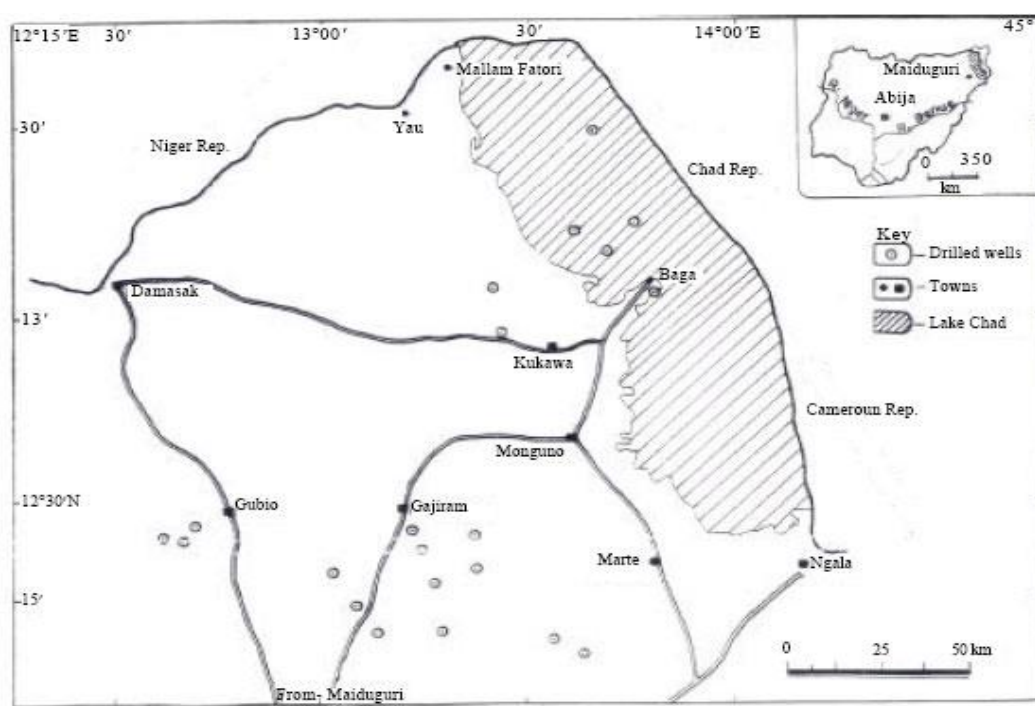 12°15'E 30' 13°00' 30' 14°00'E 45°
Mallam Fatori
Maiduguri
Abija
Yau
30'
Niger Rep.
0 350
km
Chad Rep.
Key
Drilled wells
Baga
Damasak
Towns
13'
Lake Chad
Kukawa
Cameroun Rep.
Monguno
12°30'N
Gubio
Gajiram
Marte
Ngala
15'
0 25 50 km
From- Maiduguri